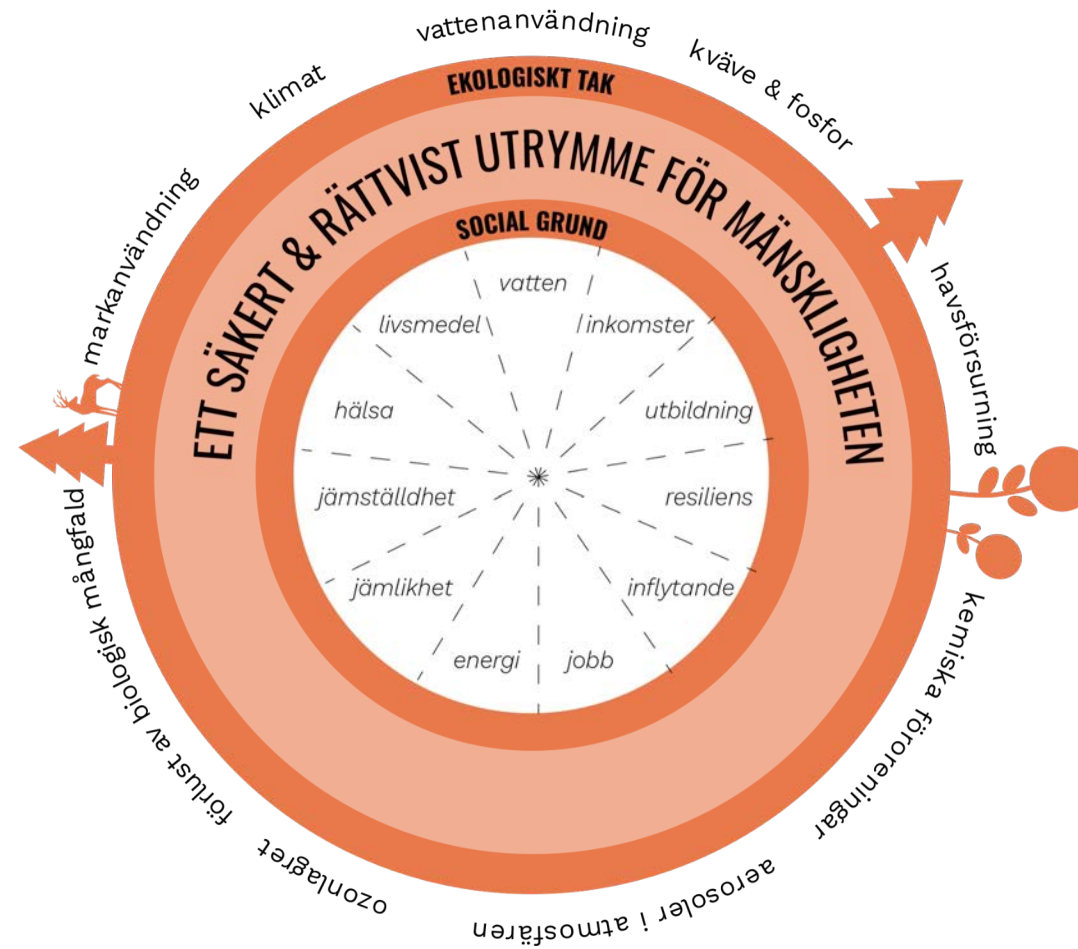 vattenanvändning
kväve & fosfor
havsförsurning
kemiska föroreningar
aerosoler i atmosfären
ozonlagret
förlust av biologisk mångfald
markanvändning
klimat
EKOLOGISKT TAK
ETT SÄKERT & RÄTTVIST UTRYMME FÖR MÄNSKLIGHETEN
SOCIAL GRUND
vatten
inkomster
utbildning
resiliens
inflytande
jobb
energi
jämlikhet
jämställdhet
hälsa
livsmedel